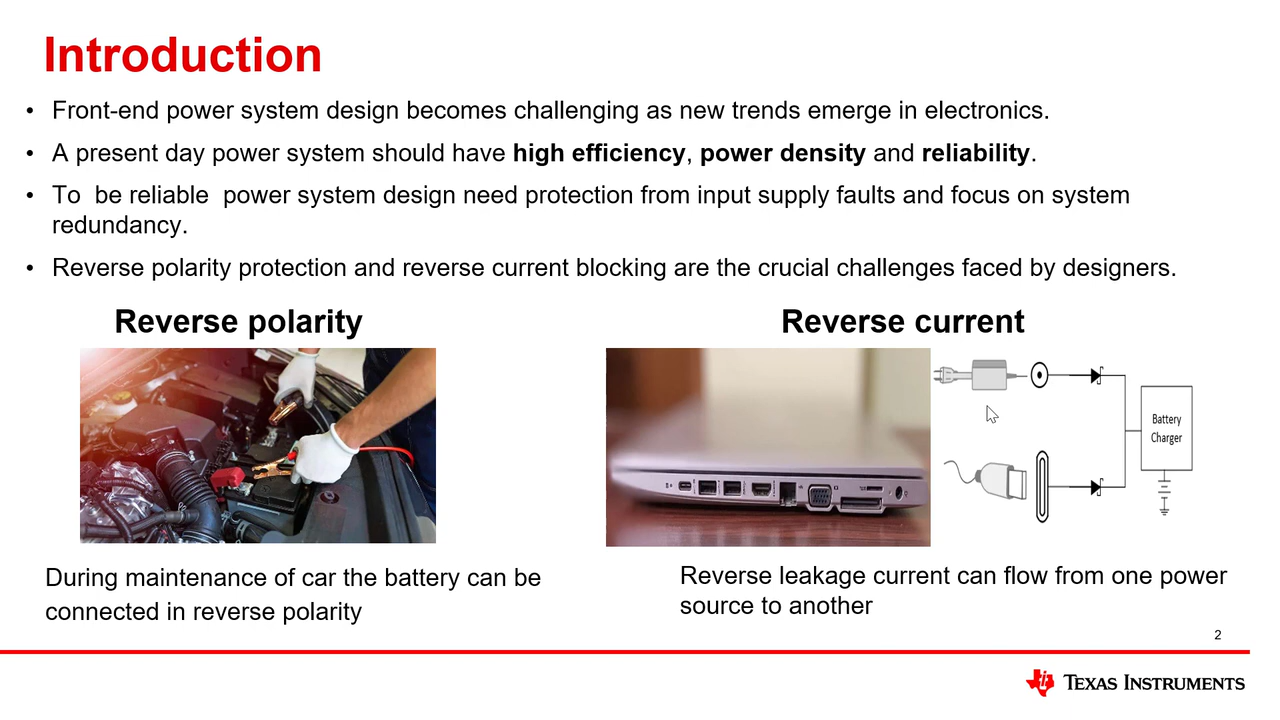 Introduction
• Front-end power system design becomes challenging as new trends emerge in electronics.
• A present day power system should have high efficiency, power density and reliability.
• To be reliable power system design need protection from input supply faults and focus on system
redundancy.
• Reverse polarity protection and reverse current blocking are the crucial challenges faced by designers.
Reverse polarity
Reverse current
Battery
Charger
During maintenance of car the battery can be
connected in reverse polarity
Reverse leakage current can flow from one power
source to another
2
TEXAS INSTRUMENTS